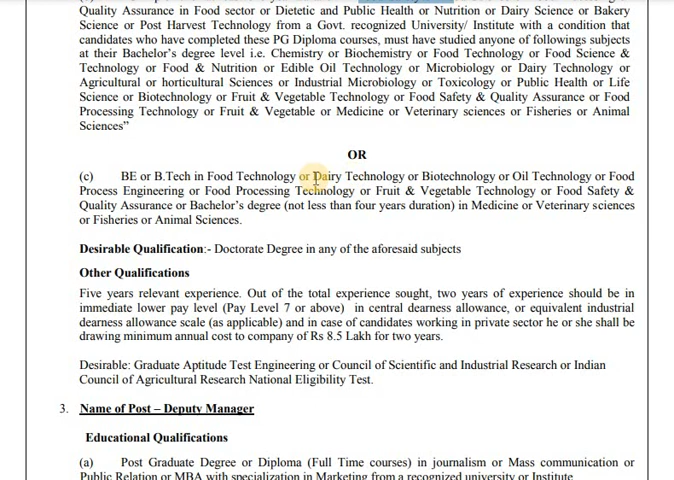 Quality Assurance in Food sector or Dietetic and Public Health or Nutrition or Dairy Science or Bakery
Science or Post Harvest Technology from a Govt. recognized University/ Institute with a condition that
candidates who have completed these PG Diploma courses, must have studied anyone of followings subjects
at their Bachelor's degree level i.e. Chemistry or Biochemistry or Food Technology or Food Science &
Technology or Food & Nutrition or Edible Oil Technology or Microbiology or Dairy Technology or
Agricultural or horticultural Sciences or Industrial Microbiology or Toxicology or Public Health or Life
Science or Biotechnology or Fruit & Vegetable Technology or Food Safety & Quality Assurance or Food
Processing Technology or Fruit & Vegetable or Medicine or Veterinary sciences or Fisheries or Animal
Sciences”
OR
(c) BE or B.Tech in Food Technology or Dairy Technology or Biotechnology or Oil Technology or Food
Process Engineering or Food Processing Technology or Fruit & Vegetable Technology or Food Safety &
Quality Assurance or Bachelor's degree (not less than four years duration) in Medicine or Veterinary sciences
or Fisheries or Animal Sciences.
Desirable Qualification:- Doctorate Degree in any of the aforesaid subjects
Other Qualifications
Five years relevant experience. Out of the total experience sought, two years of experience should be in
immediate lower pay level (Pay Level 7 or above) in central dearness allowance, or equivalent industrial
dearness allowance scale (as applicable) and in case of candidates working in private sector he or she shall be
drawing minimum annual cost to company of Rs 8.5 Lakh for two years.
Desirable: Graduate Aptitude Test Engineering or Council of Scientific and Industrial Research or Indian
Council of Agricultural Research National Eligibility Test.
3. Name of Post – Deputy Manager
Educational Qualifications
(a) Post Graduate Degree or Diploma (Full Time courses) in journalism or Mass communication or
Public Relation or MBA with specialization in Marketing from a recognized university or Institute